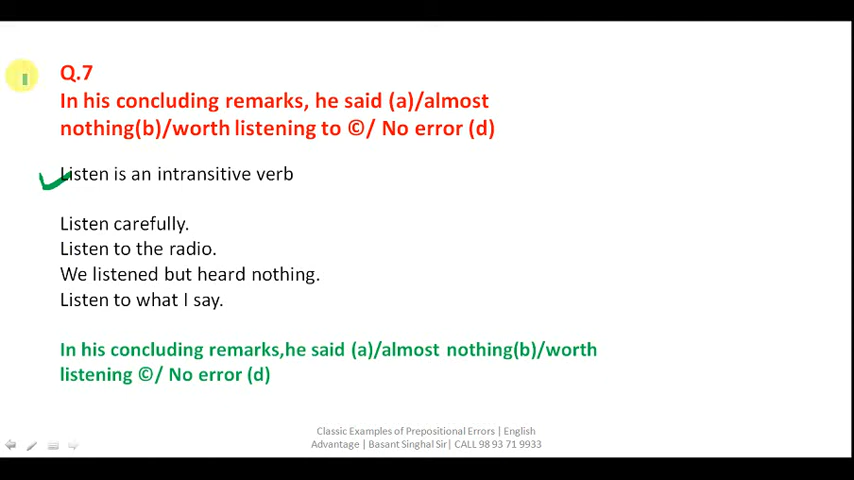 Q.7
In his concluding remarks, he said (a)/almost
nothing(b)/worth listening to ©/ No error (d)
Listen is an intransitive verb
Listen carefully.
Listen to the radio.
We listened but heard nothing.
Listen to what I say.
In his concluding remarks,he said (a)/almost nothing(b)/worth
listening ©/ No error (d)
Classic Examples of Prepositional Errors | English
Advantage | Basant Singhal Sir| CALL 98 93 71 9933